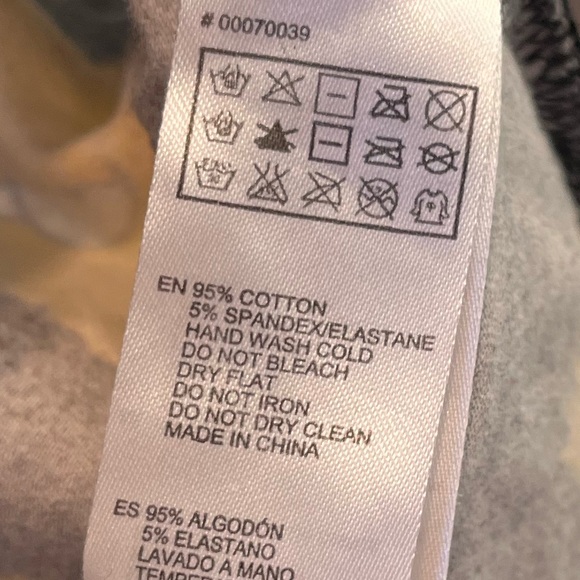 # 00070039
EN 95% COTTON
5% SPANDEX/ELASTANE
HAND WASH COLD
DO NOT BLEACH
DRY FLAT
DO NOT IRON
DO NOT DRY CLEAN
MADE IN CHINA
ES 95% ALGODÓN
5% ELASTANO
LAVADO A MANO